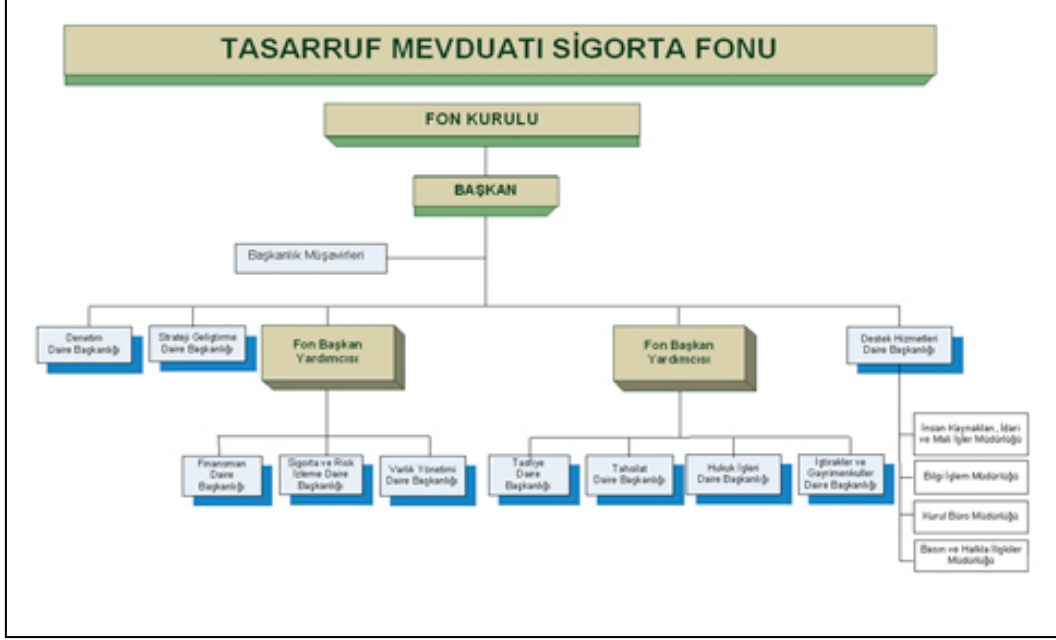 TASARRUF MEVDUATI SİGORTA FONU
FON KURULU
BAŞKAN
Başkanlık Müşavirleri
Denetim
Daire Başkanlığı
Strateji Geliştirme
Daire Başkanlığı
Fon Başkan
Yardımcısı
Fon Başkan
Yardımcısı
Destek Hizmetleri
Daire Başkanlığı
Finansman
Daire
Başkanlığı
Sigorta ve Risk
İzleme Daire
Başkanlığı
Varlık Yönetimi
Daire Başkanlığı
Tasfiye
Daire
Başkanlığı
Tahsilat
Daire Başkanlığı
Hukuk İşleri
Daire Başkanlığı
İştirakler ve
Gayrimenkuller
Daire Başkanlığı
İnsan Kaynakları, İdari
ve Mali İşler Müdürlüğü
Bilgi İşlem Müdürlüğü
Kurul Büro Müdürlüğü
Basın ve Halkla İlişkiler
Müdürlüğü